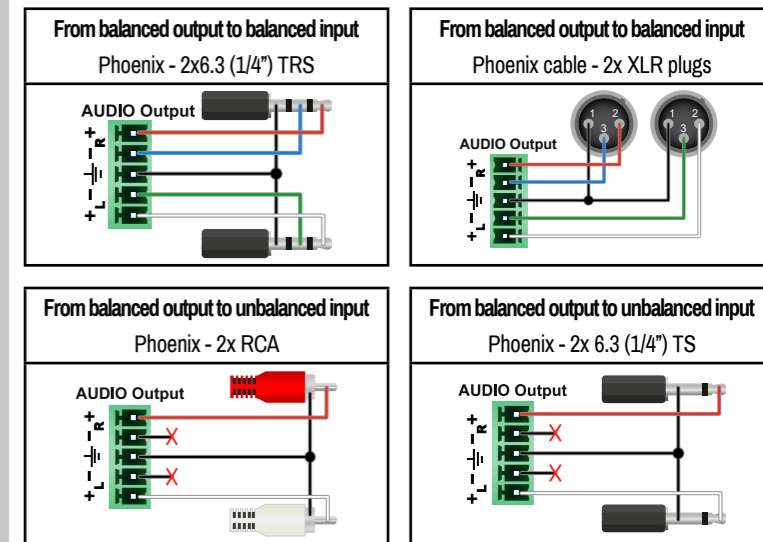 From balanced output to balanced input
Phoenix - 2x6.3 (1/4”) TRS
AUDIO Output
+
-
R
-
L
+
From balanced output to balanced input
Phoenix cable - 2x XLR plugs
1 2
3
1 2
3
AUDIO Output
+
-
R
-
L
+
From balanced output to unbalanced input
Phoenix - 2x RCA
AUDIO Output
+
-
R
-
L
+
From balanced output to unbalanced input
Phoenix - 2x 6.3 (1/4”) TS
AUDIO Output
+
-
R
-
L
+